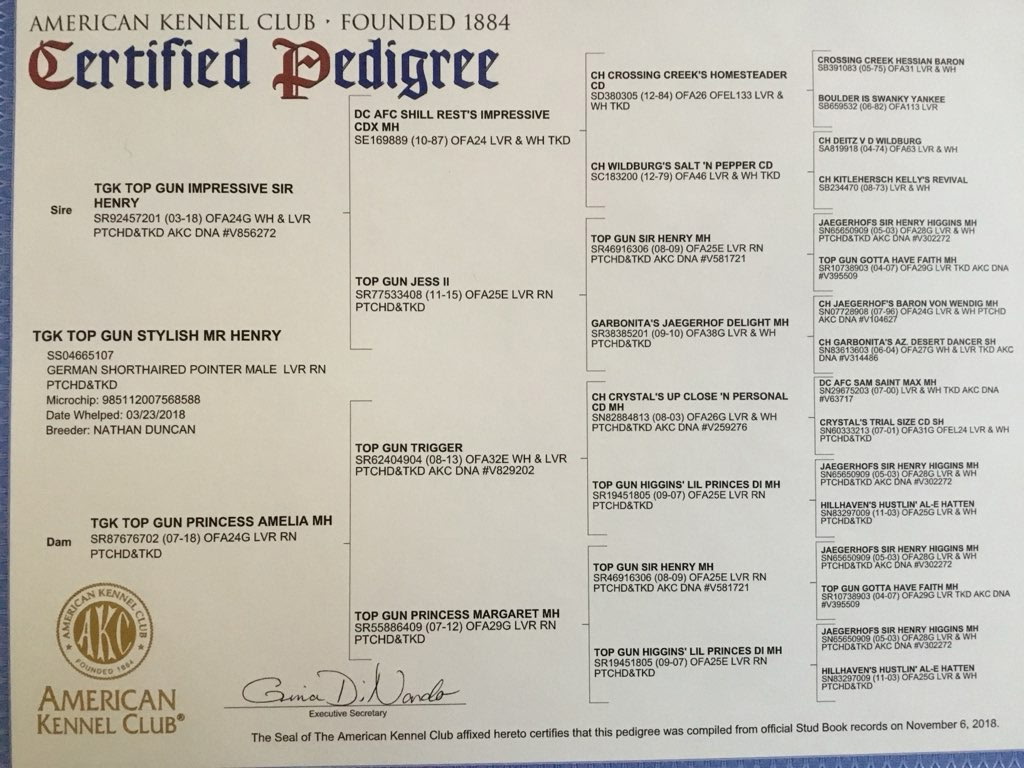 AMERICAN KENNEL CLUB · FOUNDED 1884
Certified Pedigree
Sire
TGK TOP GUN IMPRESSIVE SIR
HENRY
SR92457201 (03-18) OFA24G WH & LVR
PTCHD&TKD AKC DNA #V856272
TGK TOP GUN STYLISH MR HENRY
SS04665107
GERMAN SHORTHAIRED POINTER MALE LVR RN
PTCHD&TKD
Microchip: 985112007568588
Date Whelped: 03/23/2018
Breeder: NATHAN DUNCAN
Dam
TGK TOP GUN PRINCESS AMELIA MH
SR87676702 (07-18) OFA24G LVR RN
PTCHD&TKD
DC AFC SHILL REST'S IMPRESSIVE
CDX MH
SE169889 (10-87) OFA24 LVR & WH TKD
TOP GUN JESS II
SR77533408 (11-15) OFA25E LVR RN
PTCHD&TKD
TOP GUN TRIGGER
SR62404904 (08-13) OFA32E WH & LVR
PTCHD&TKD AKC DNA #V829202
TOP GUN PRINCESS MARGARET MH
SR55886409 (07-12) OFA29G LVR RN
PTCHD&TKD
CH CROSSING CREEK'S HOMESTEADER
CD
SD380305 (12-84) OFA26 OFEL133 LVR &
WH TKD
CH WILDBURG'S SALT 'N PEPPER CD
SC183200 (12-79) OFA46 LVR & WH TKD
TOP GUN SIR HENRY MH
SR46916306 (08-09) OFA25E LVR RN
PTCHD&TKD AKC DNA #V581721
GARBONITA'S JAEGERHOF DELIGHT MH
SR38385201 (09-10) OFA38G LVR & WH
PTCHD&TKD
CH CRYSTAL'S UP CLOSE 'N PERSONAL
CD MH
SN82884813 (08-03) OFA26G LVR & WH
PTCHD&TKD AKC DNA #V259276
TOP GUN HIGGINS' LIL PRINCES DI MH
SR19451805 (09-07) OFA25E LVR RN
PTCHD&TKD
TOP GUN SIR HENRY MH
SR46916306 (08-09) OFA25E LVR RN
PTCHD&TKD AKC DNA #V581721
TOP GUN HIGGINS' LIL PRINCES DI MH
SR19451805 (09-07) OFA25E LVR RN
PTCHD&TKD
CROSSING CREEK HESSIAN BARON
SB391083 (05-75) OFA31 LVR & WH
BOULDER IS SWANKY YANKEE
SB659532 (06-82) OFA113 LVR
CH DEITZ V D WILDBURG
SA819918 (04-74) OFA63 LVR & WH
CH KITLEHERSCH KELLY'S REVIVAL
SB234470 (08-73) LVR & WH
JAEGERHOFS SIR HENRY HIGGINS MH
SN65650909 (05-03) OFA28G LVR & WH
PTCHD&TKD AKC DNA #V302272
TOP GUN GOTTA HAVE FAITH MH
SR10738903 (04-07) OFA29G LVR TKD AKC DNA
#V395509
CH JAEGERHOF'S BARON VON WENDIG MH
SN07728908 (07-96) OFA24G LVR & WH PTCHD
AKC DNA #V104627
CH GARBONITA'S AZ. DESERT DANCER SH
SN83613603 (06-04) OFA27G WH & LVR TKD AKC
DNA #V314486
DC AFC SAM SAINT MAX MH
SN29675203 (07-00) LVR & WH TKD AKC DNA
#V63717
CRYSTAL'S TRIAL SIZE CD SH
SN60333213 (07-01) OFA31G OFEL24 LVR & WH
PTCHD&TKD
JAEGERHOFS SIR HENRY HIGGINS MH
SN65650909 (05-03) OFA28G LVR & WH
PTCHD&TKD AKC DNA #V302272
HILLHAVEN'S HUSTLIN' AL-E HATTEN
SN83297009 (11-03) OFA25G LVR & WH
PTCHD&TKD
JAEGERHOFS SIR HENRY HIGGINS MH
SN65650909 (05-03) OFA28G LVR & WH
PTCHD&TKD AKC DNA #V302272
TOP GUN GOTTA HAVE FAITH MH
SR10738903 (04-07) OFA29G LVR TKD AKC DNA
#V395509
JAEGERHOFS SIR HENRY HIGGINS MH
SN65650909 (05-03) OFA28G LVR & WH
PTCHD&TKD AKC DNA #V302272
HILLHAVEN'S HUSTLIN' AL-E HATTEN
SN83297009 (11-03) OFA25G LVR & WH
PTCHD&TKD
AMERICAN KENNEL CLUB
AKC
FOUNDED 1884
AMERICAN
KENNEL CLUB®
Gina DiNardo
Executive Secretary
The Seal of The American Kennel Club affixed hereto certifies that this pedigree was compiled from official Stud Book records on November 6, 2018.